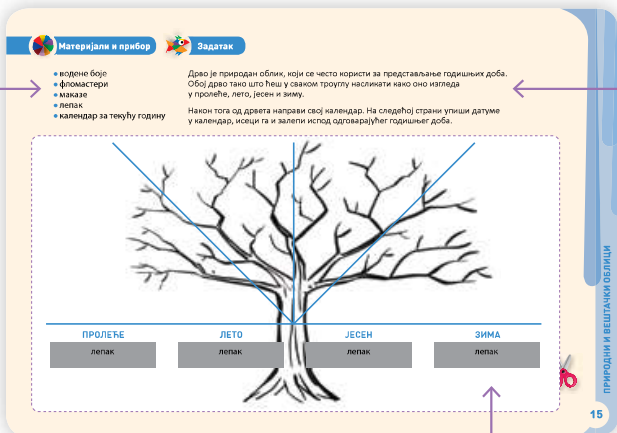 Материјали и прибор
Задатак
• водене боје
• фломастери
• маказе
• лепак
• календар за текућу годину
Дрво је природан облик, који се често користи за представљање годишњих доба.
Обој дрво тако што ћеш у сваком троуглу насликати како оно изгледа
у пролеће, лето, јесен и зиму.
Након тога од дрвета направи свој календар. На следећој страни упиши датуме
у календар, исеци га и залепи испод одговарајућег годишњег доба.
ПРОЛЕЋЕ
ЛЕТО
ЈЕСЕН
ЗИМА
лепак
лепак
лепак
лепак
ПРИРОДНИ И ВЕШТАЧКИ ОБЛИЦИ
15